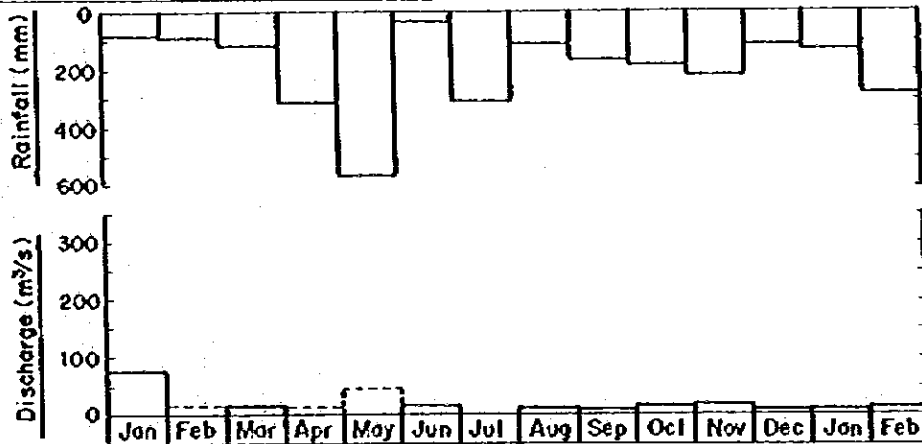 Rainfall (mm)
0
200
400
600
Discharge (m³/s)
300
200
100
0
Jan Feb Mar Apr May Jun Jul Aug Sep Oct Nov Dec Jan Feb